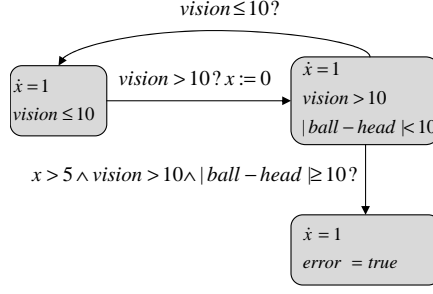 vision ≤ 10?
ẋ = 1
vision ≤ 10
vision > 10? x := 0
ẋ = 1
vision > 10
| ball − head |< 10
x > 5 ∧ vision > 10 ∧ | ball − head |≥ 10?
ẋ = 1
error = true